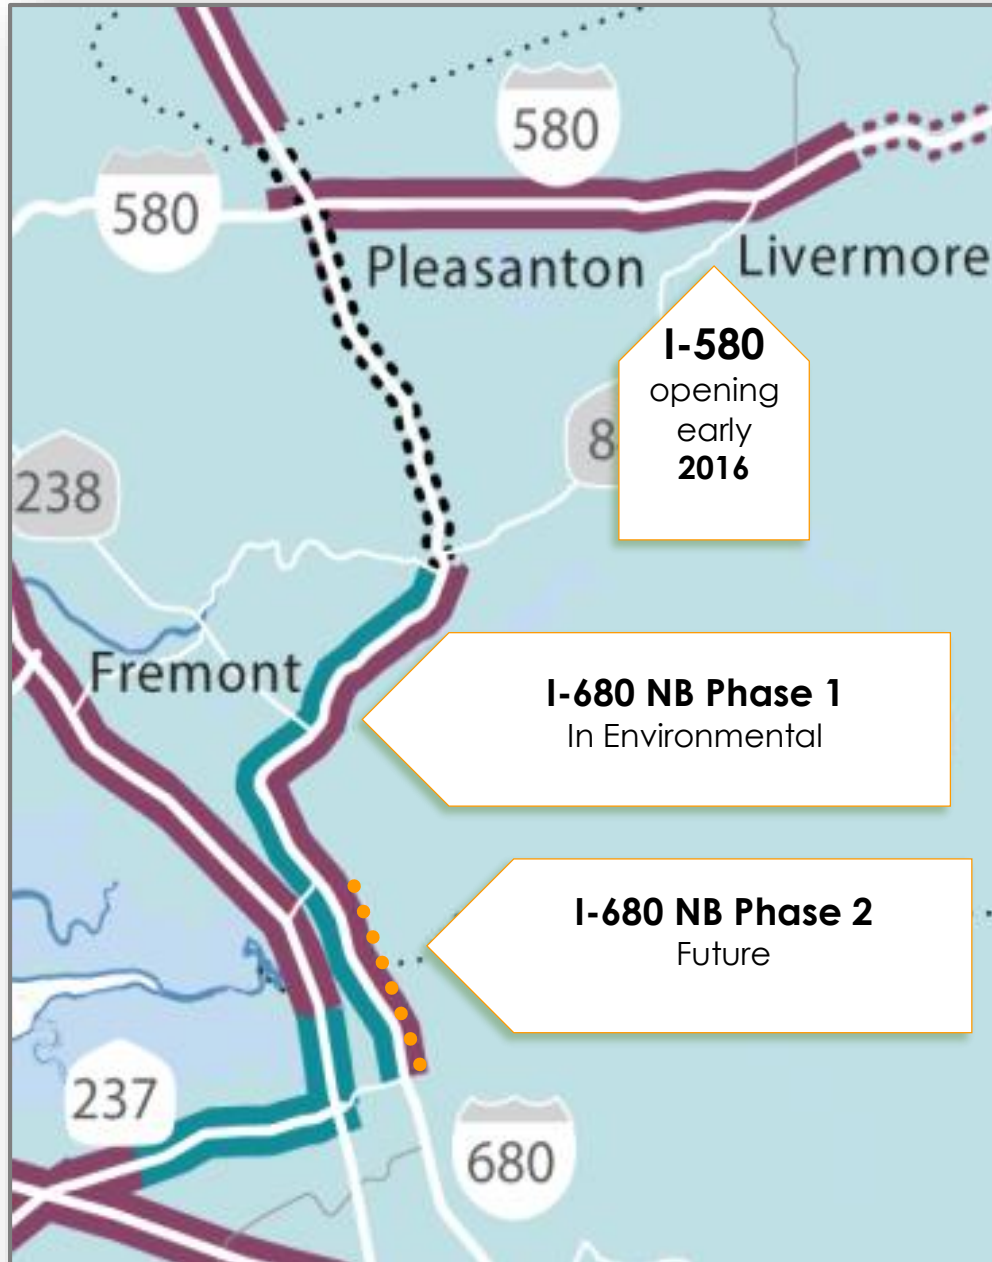 580
580
Pleasanton
Livermore
I-580
opening
early
2016
8
238
Fremont
I-680 NB Phase 1
In Environmental
I-680 NB Phase 2
Future
237
680